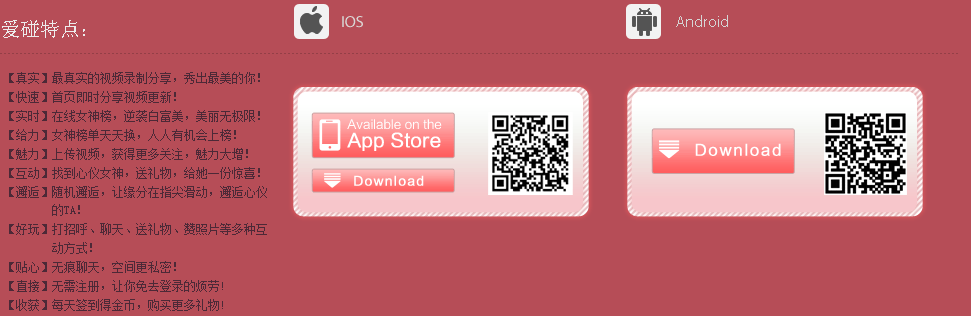 爱碰特点：
【真实】最真实的视频录制分享，秀出最美的你！
【快速】首页即时分享视频更新！
【实时】在线女神榜，逆袭白富美，美丽无极限！
【给力】女神榜单天天换，人人有机会上榜！
【魅力】上传视频，获得更多关注，魅力大增！
【互动】找到心仪女神，送礼物，给她一份惊喜！
【邂逅】随机邂逅，让缘分在指尖滑动，邂逅心仪
的TA！
【好玩】打招呼、聊天、送礼物、赞照片等多种互
动方式！
【贴心】无痕聊天，空间更私密！
【直接】无需注册，让你免去登录的烦劳！
【收获】每天签到得金币，购买更多礼物！
IOS
Available on the
App Store
Download
Android
Download